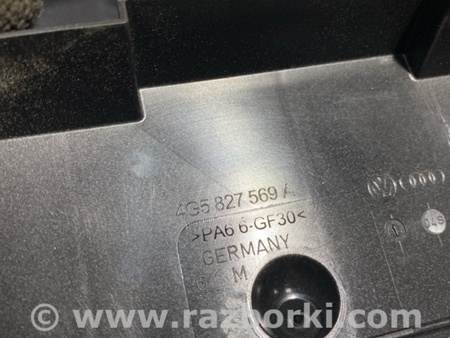 4G5 827 569 A
>PA6 6-GF30<
GERMANY
M
© www.razborki.com